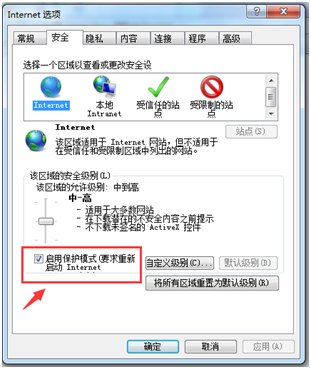 Internet 选项
常规 安全 隐私 内容 连接 程序 高级
选择一个区域以查看或更改安全设
Internet 本地 Intranet 受信任的站点 受限制的站点
Internet
站点(S)
该区域适用于 Internet 网站，但不适用于
在受信任和受限制区域中列出的网站。
该区域的安全级别(L)
该区域的允许级别: 中到高
中-高
- 适用于大多数网站
- 在下载潜在的不安全内容之前提示
- 不下载未签名的 ActiveX 控件
启用保护模式(要求重新
启动 Internet
自定义级别(C)... 默认级别(D)
将所有区域重置为默认级别(R)
确定 取消 应用(A)